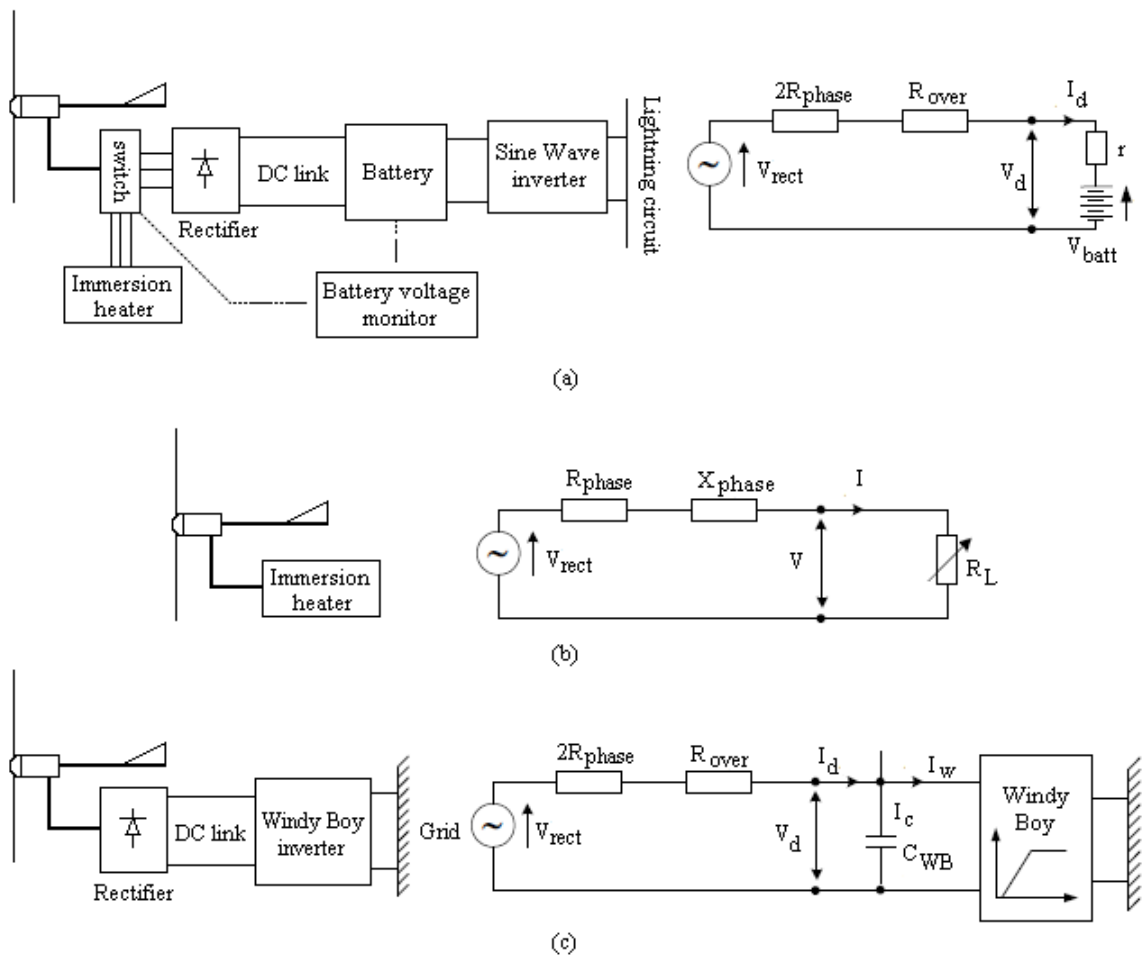 switch
Rectifier
DC link
Battery
Sine Wave
inverter
Lightning circuit
Immersion
heater
Battery voltage
monitor
2Rphase
Rover
Id
Vrect
Vd
r
Vbatt
(a)
Immersion
heater
Rphase
Xphase
I
Vrect
V
RL
(b)
Rectifier
DC link
Windy Boy
inverter
Grid
2Rphase
Rover
Id
Iw
Vrect
Vd
Ic
CWB
Windy
Boy
(c)